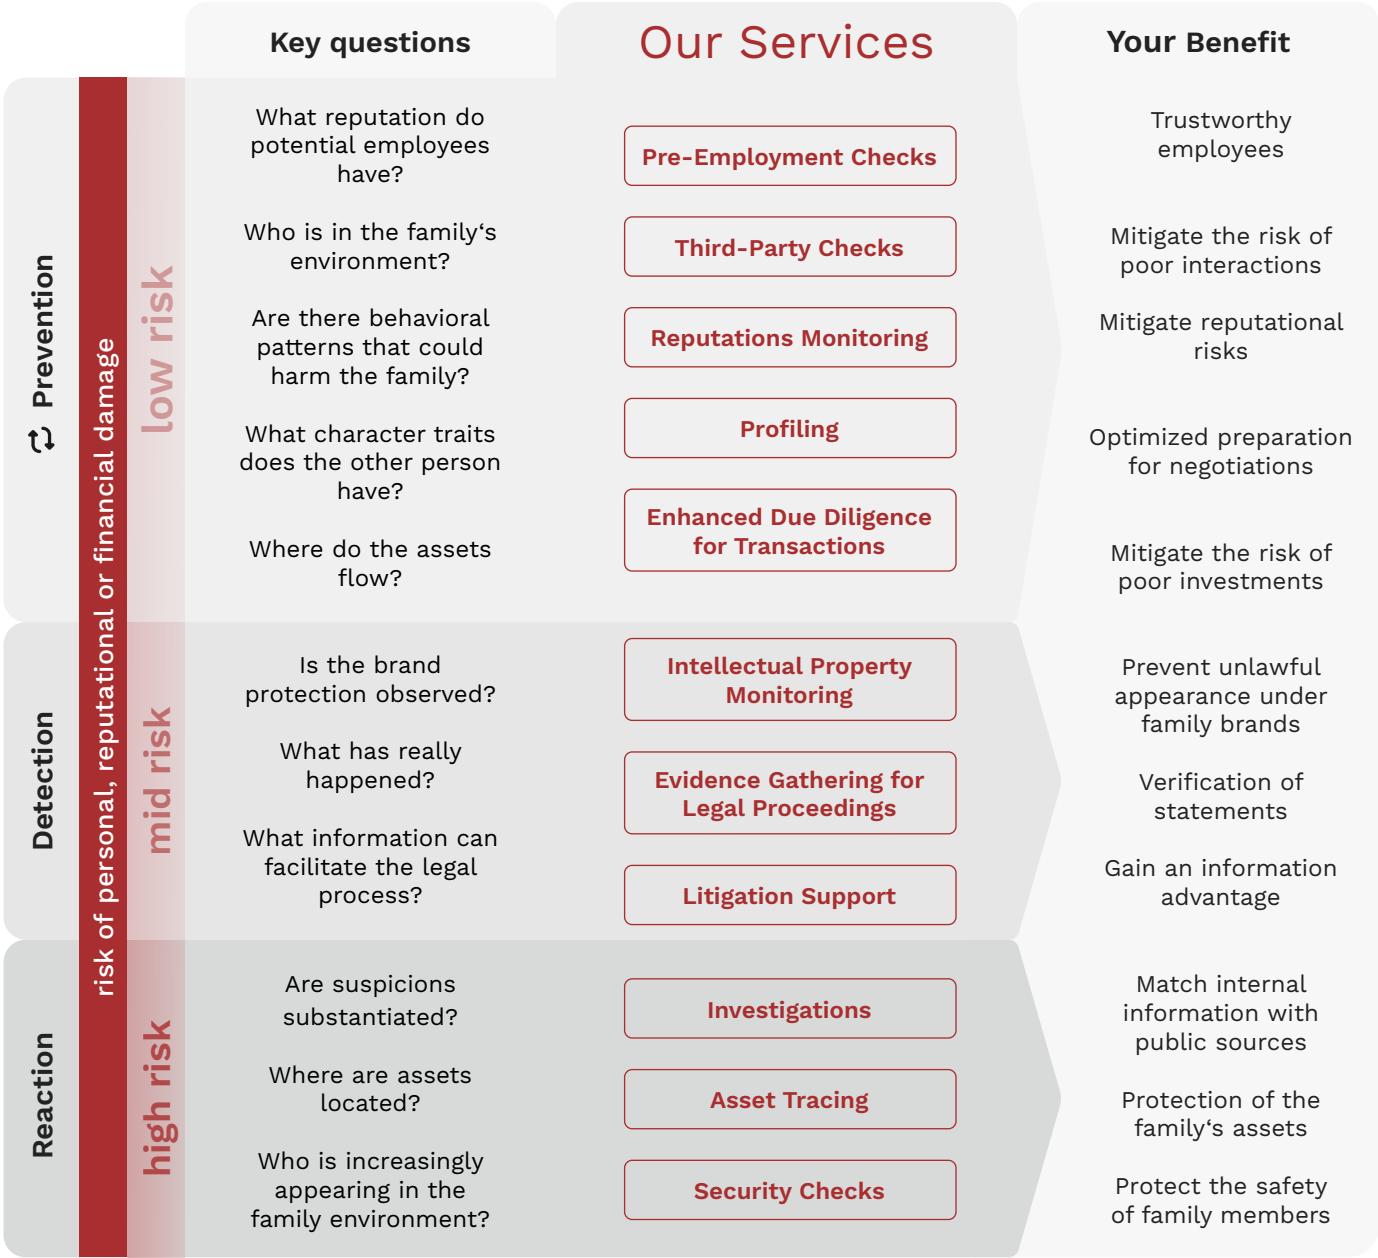 Key questions
Our Services
Your Benefit
Prevention
risk of personal, reputational or financial damage
low risk
What reputation do
potential employees
have?
Pre-Employment Checks
Trustworthy
employees
Who is in the family‘s
environment?
Third-Party Checks
Mitigate the risk of
poor interactions
Are there behavioral
patterns that could
harm the family?
Reputations Monitoring
Mitigate reputational
risks
What character traits
does the other person
have?
Profiling
Optimized preparation
for negotiations
Where do the assets
flow?
Enhanced Due Diligence
for Transactions
Mitigate the risk of
poor investments
Detection
mid risk
Is the brand
protection observed?
Intellectual Property
Monitoring
Prevent unlawful
appearance under
family brands
What has really
happened?
Evidence Gathering for
Legal Proceedings
Verification of
statements
What information can
facilitate the legal
process?
Litigation Support
Gain an information
advantage
Reaction
high risk
Are suspicions
substantiated?
Investigations
Match internal
information with
public sources
Where are assets
located?
Asset Tracing
Protection of the
family‘s assets
Who is increasingly
appearing in the
family environment?
Security Checks
Protect the safety
of family members